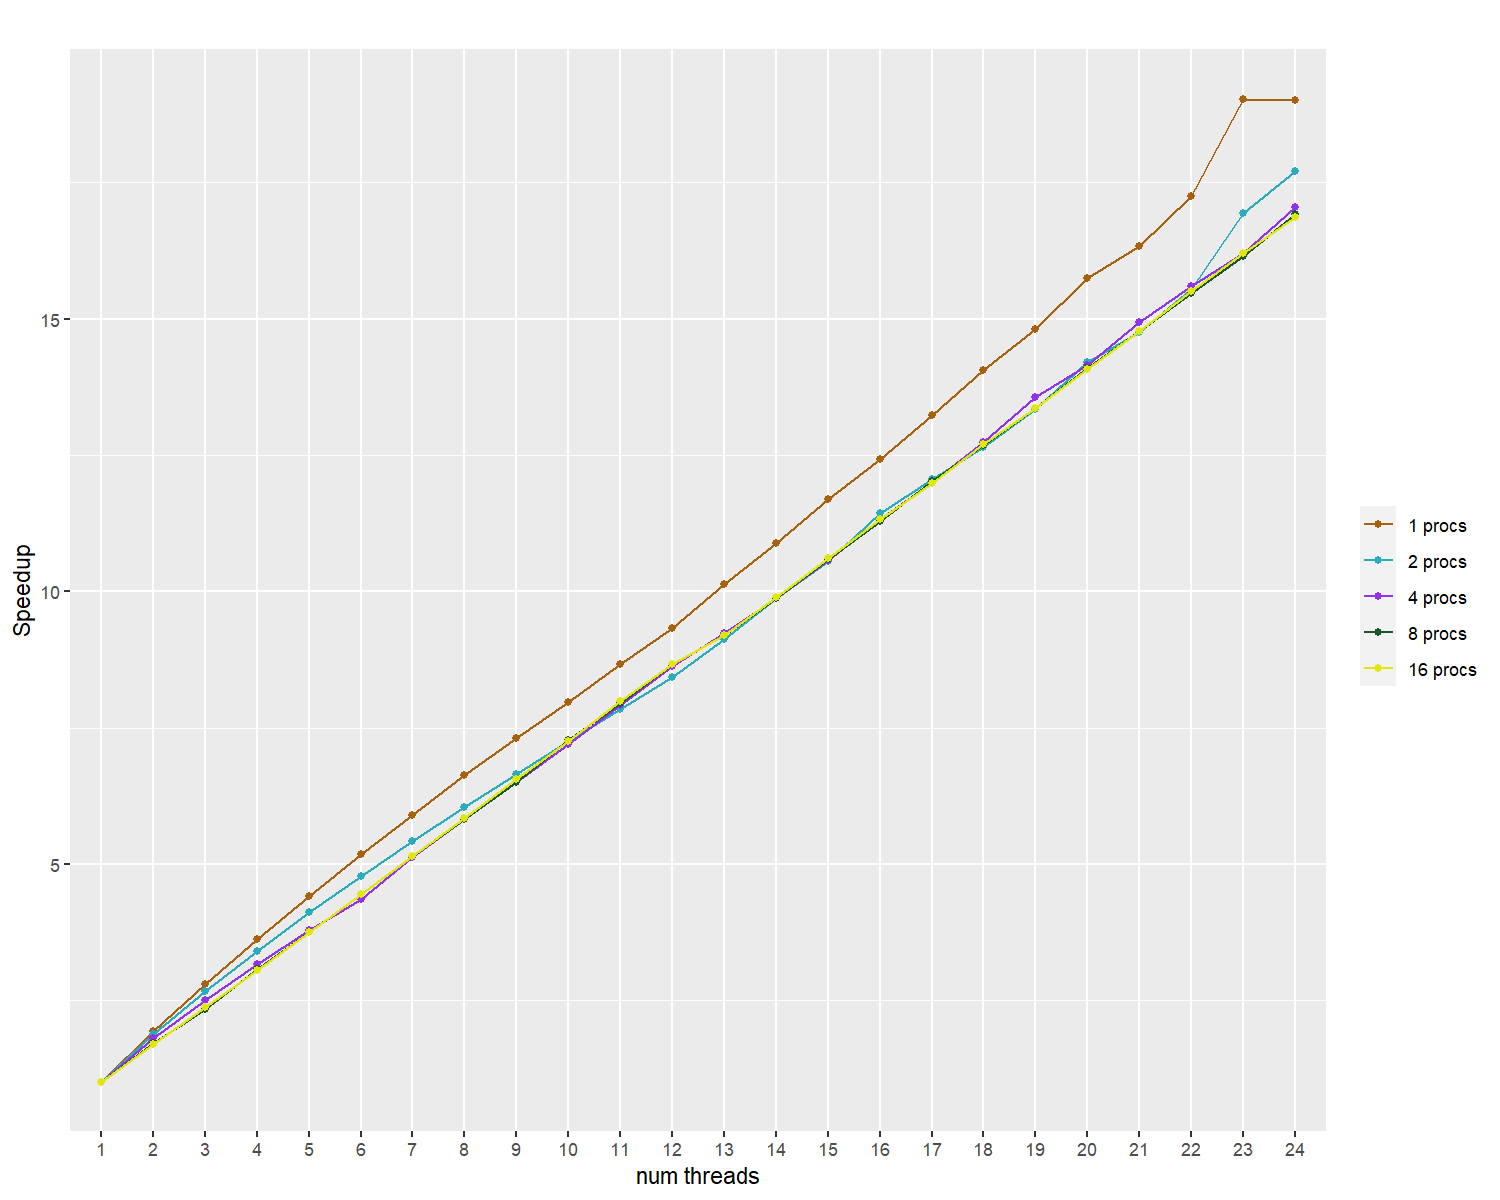 Speedup
15
10
5
1 2 3 4 5 6 7 8 9 10 11 12 13 14 15 16 17 18 19 20 21 22 23 24
num threads
1 procs
2 procs
4 procs
8 procs
16 procs